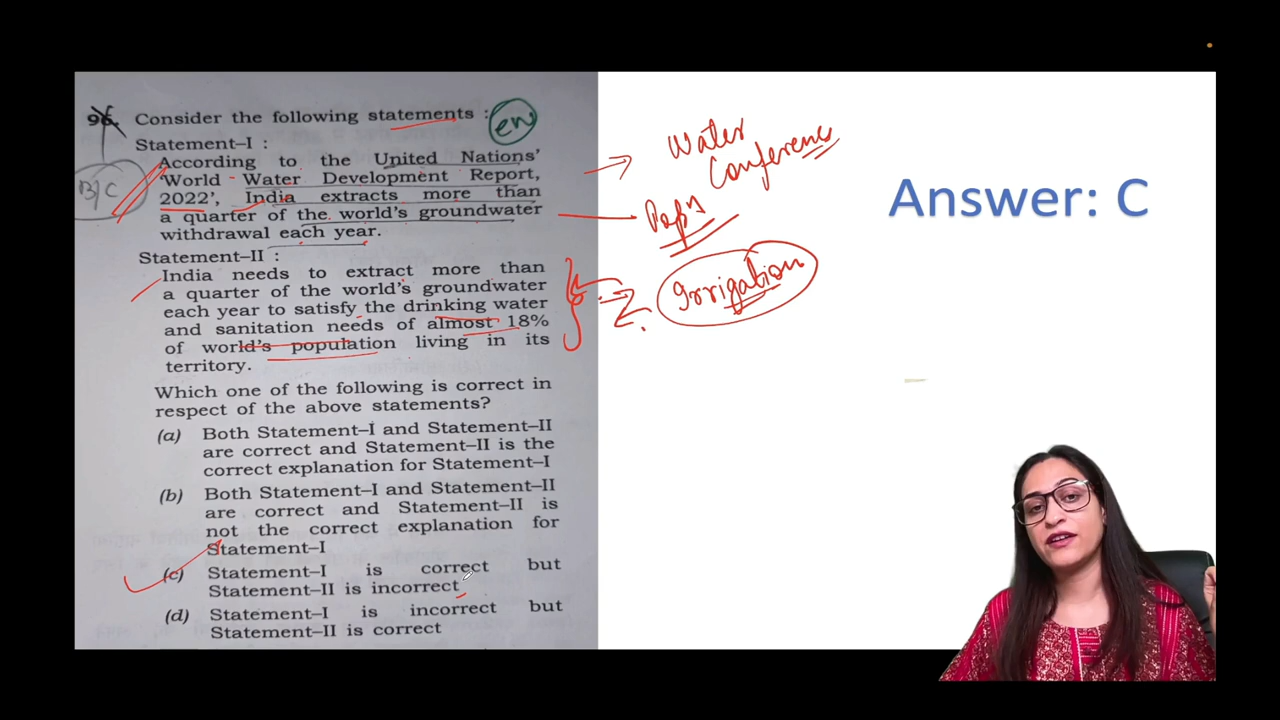 96. Consider the following statements :
en
Statement–I :
According to the United Nations'
'World Water Development Report,
2022', India extracts more than
a quarter of the world's groundwater
withdrawal each year.
B/C
Statement–II :
India needs to extract more than
a quarter of the world's groundwater
each year to satisfy the drinking water
and sanitation needs of almost 18%
of world's population living in its
territory.
Which one of the following is correct in
respect of the above statements?
(a) Both Statement–I and Statement–II
are correct and Statement–II is the
correct explanation for Statement–I
(b) Both Statement–I and Statement–II
are correct and Statement–II is
not the correct explanation for
Statement–I
(c) Statement–I is correct but
Statement–II is incorrect
(d) Statement–I is incorrect but
Statement–II is correct
Water
Conference
Popn
Irrigation
Answer: C